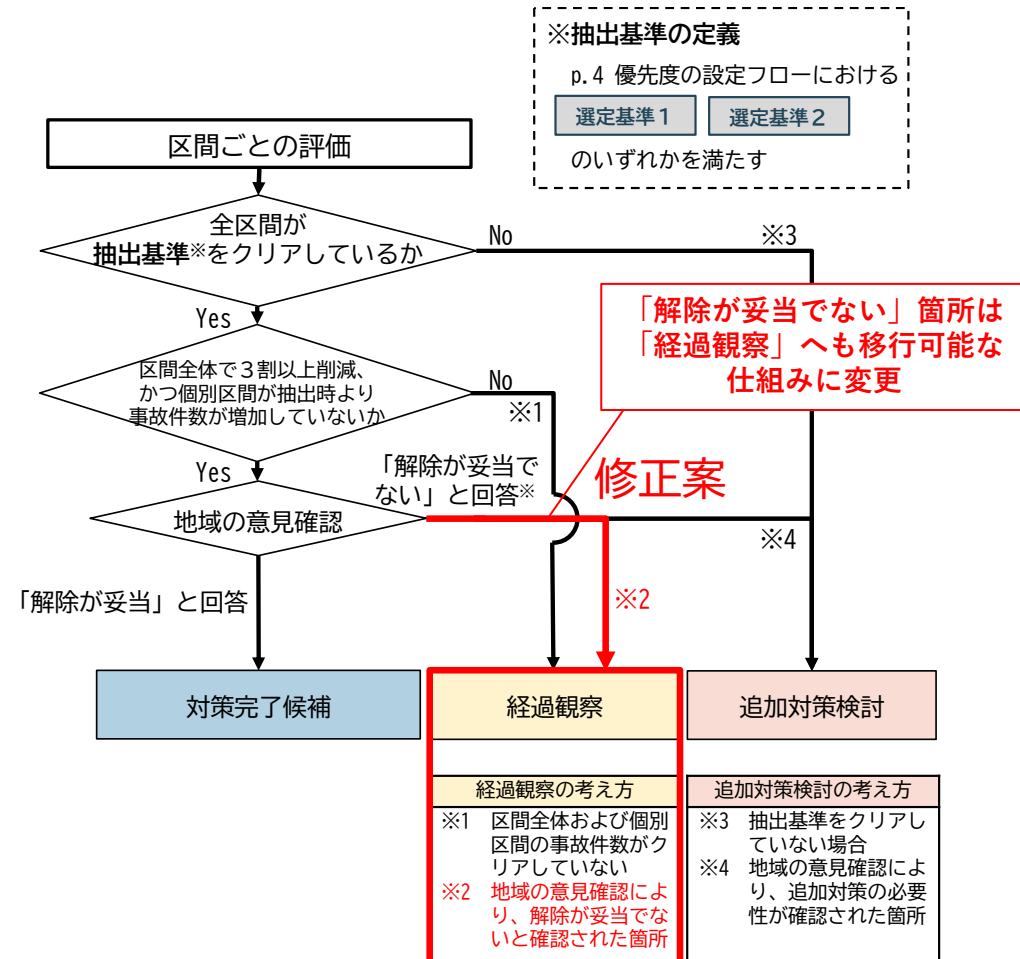 ※抽出基準の定義
p.4 優先度の設定フローにおける
選定基準１
選定基準２
のいずれかを満たす
区間ごとの評価
全区間が
抽出基準※をクリアしているか
No
※3
Yes
「解除が妥当でない」箇所は
「経過観察」へも移行可能な
仕組みに変更
区間全体で３割以上削減、
かつ個別区間が抽出時より
事故件数が増加していないか
No
※1
Yes
「解除が妥当で
ない」と回答※
修正案
地域の意見確認
※4
「解除が妥当」と回答
※2
対策完了候補
経過観察
追加対策検討
経過観察の考え方
※1 区間全体および個別
区間の事故件数がク
リアしていない
※2 地域の意見確認によ
り、解除が妥当でな
いと確認された箇所
追加対策検討の考え方
※3 抽出基準をクリアし
ていない場合
※4 地域の意見確認によ
り、追加対策の必要
性が確認された箇所